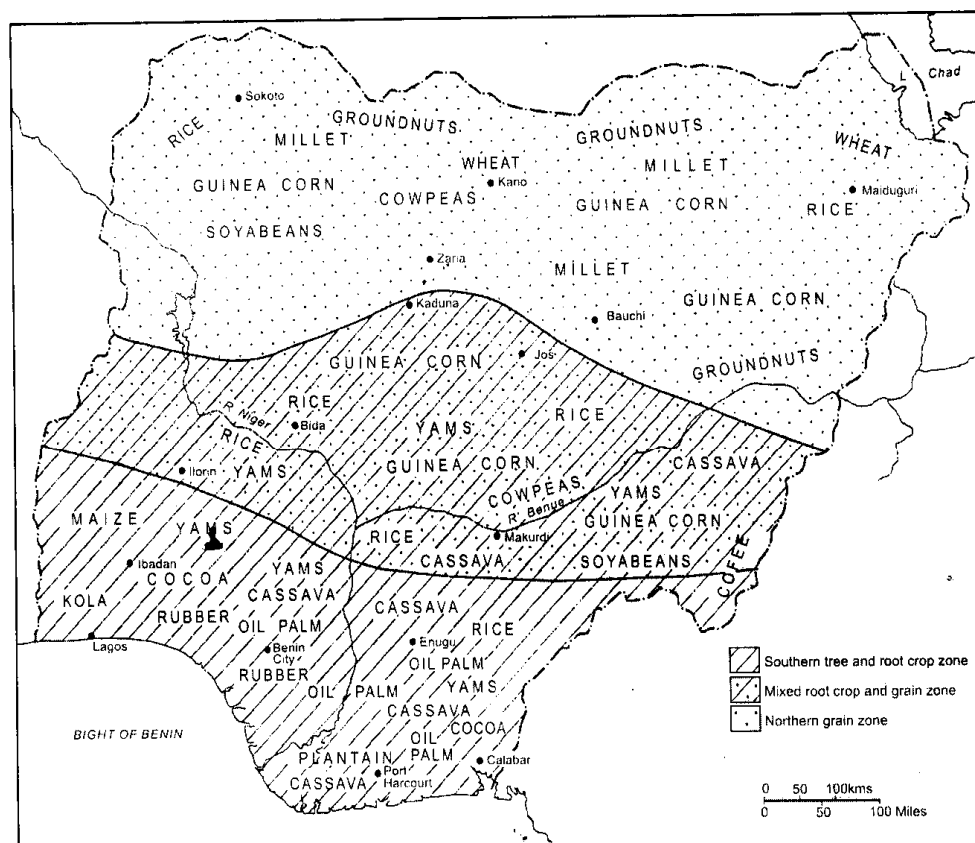 L.
Chad
Sokoto
RICE
GROUNDNUTS
MILLET
GROUNDNUTS
WHEAT
WHEAT
MILLET
Kano
Maiduguri
GUINEA CORN
COWPEAS
GUINEA CORN
RICE
SOYABEANS
Zaria
MILLET
Kaduna
GUINEA CORN
Bauchi
Jos
GUINEA CORN
GROUNDNUTS
RICE
R. Niger
Bida
YAMS
RICE
RICE
Ilorin
YAMS
GUINEA CORN
CASSAVA
COWPEAS
R. Benue
YAMS
MAIZE
YAMS
RICE
Makurdi
GUINEA CORN
Ibadan
COCOA
YAMS
CASSAVA
SOYABEANS
COFFEE
KOLA
CASSAVA
CASSAVA
RUBBER
OIL PALM
RICE
Lagos
Benin
City
Enugu
OIL PALM
RUBBER
OIL PALM
YAMS
CASSAVA
COCOA
BIGHT OF BENIN
OIL
PALM
PLANTAIN
Calabar
CASSAVA
Port
Harcourt
Southern tree and root crop zone
Mixed root crop and grain zone
Northern grain zone
0 50 100kms
0 50 100 Miles